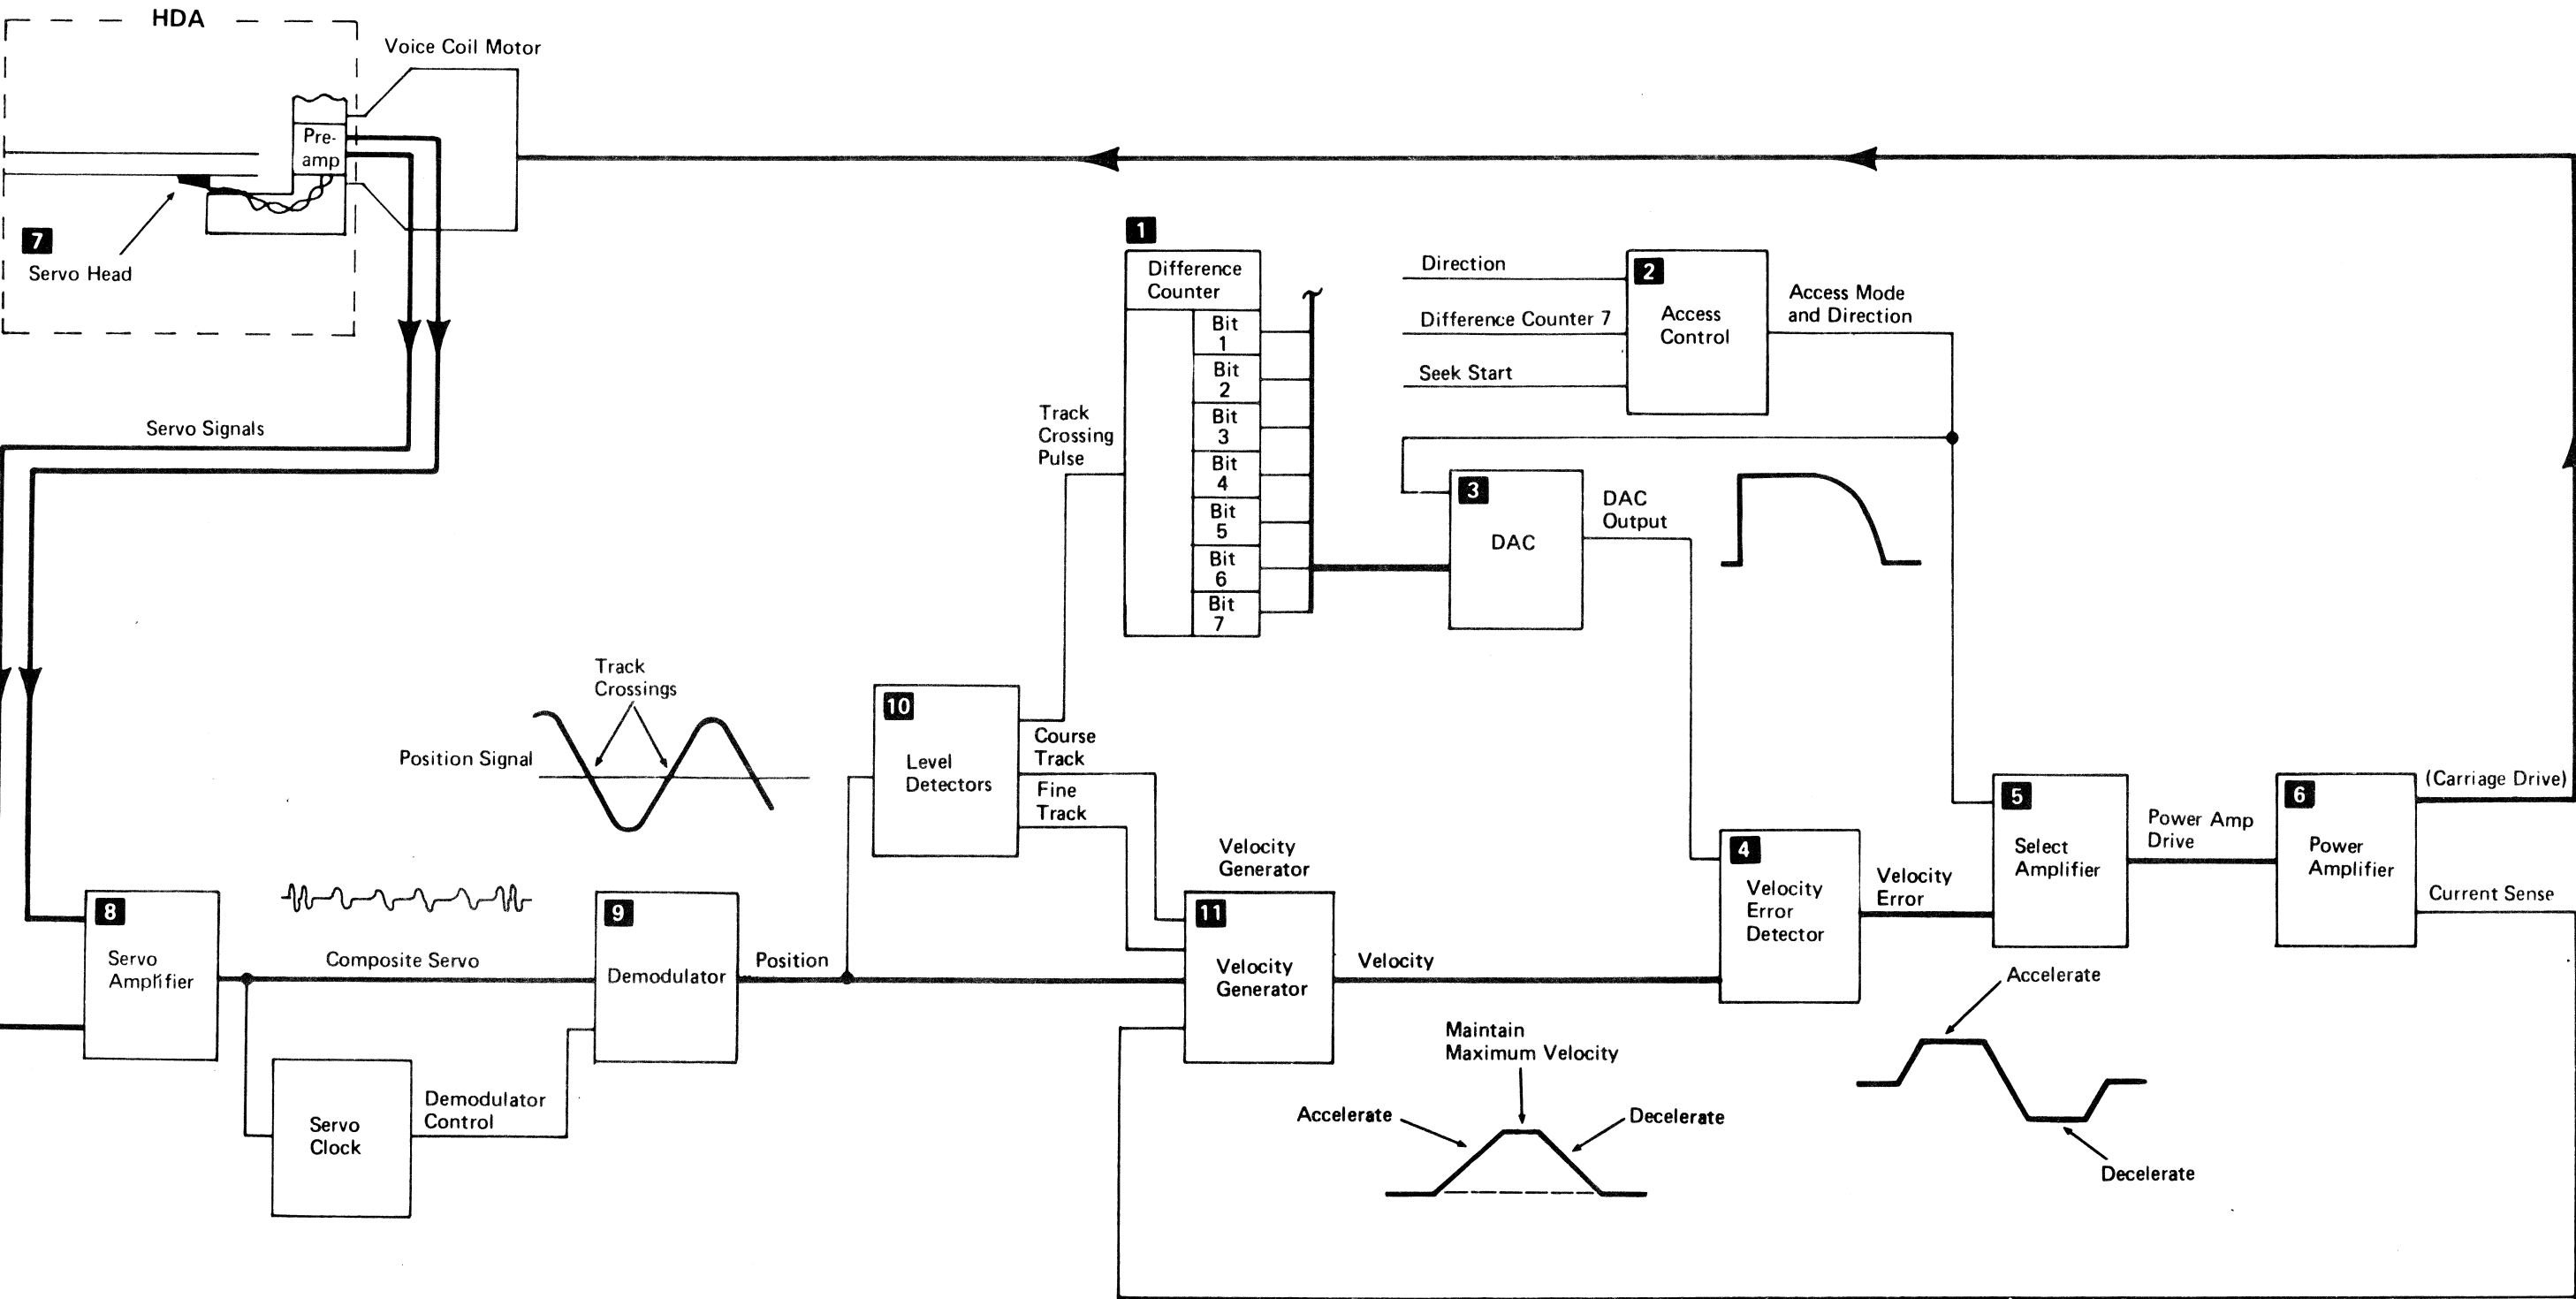 HDA
Voice Coil Motor
Pre-
amp
7
Servo Head
Servo Signals
1
Difference
Counter
Bit
1
Bit
2
Bit
3
Bit
4
Bit
5
Bit
6
Bit
7
Track
Crossing
Pulse
Direction
Difference Counter 7
Seek Start
2
Access
Control
Access Mode
and Direction
3
DAC
DAC
Output
Track
Crossings
Position Signal
10
Level
Detectors
Course
Track
Fine
Track
Velocity
Generator
8
Servo
Amplifier
Composite Servo
9
Demodulator
Position
Servo
Clock
Demodulator
Control
11
Velocity
Generator
Velocity
4
Velocity
Error
Detector
Velocity
Error
5
Select
Amplifier
Power Amp
Drive
6
Power
Amplifier
(Carriage Drive)
Current Sense
Maintain
Maximum Velocity
Accelerate
Decelerate
Accelerate
Decelerate